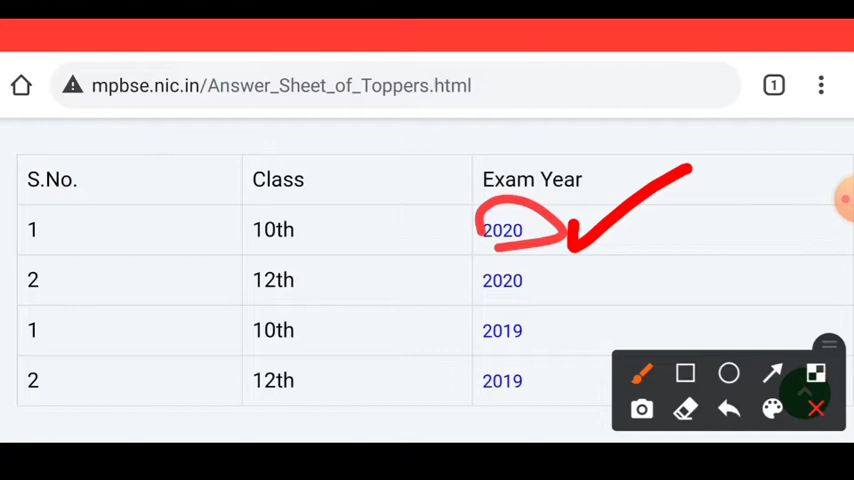 mpbse.nic.in/Answer_Sheet_of_Toppers.html
1
S.No. Class Exam Year
1 10th 2020
2 12th 2020
1 10th 2019
2 12th 2019